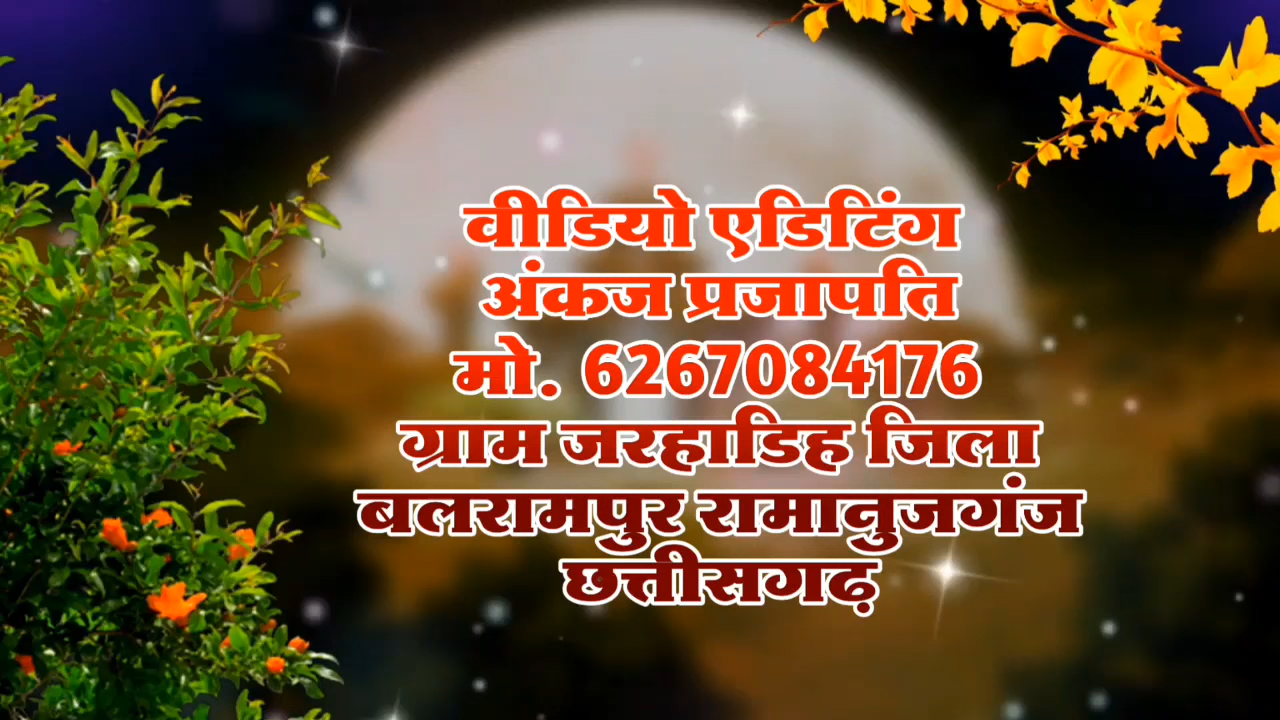 वीडियो एडिटिंग
अंकज प्रजापति
मो. 6267084176
ग्राम जरहाडिह जिला
बलरामपुर रामानुजगंज
छत्तीसगढ़